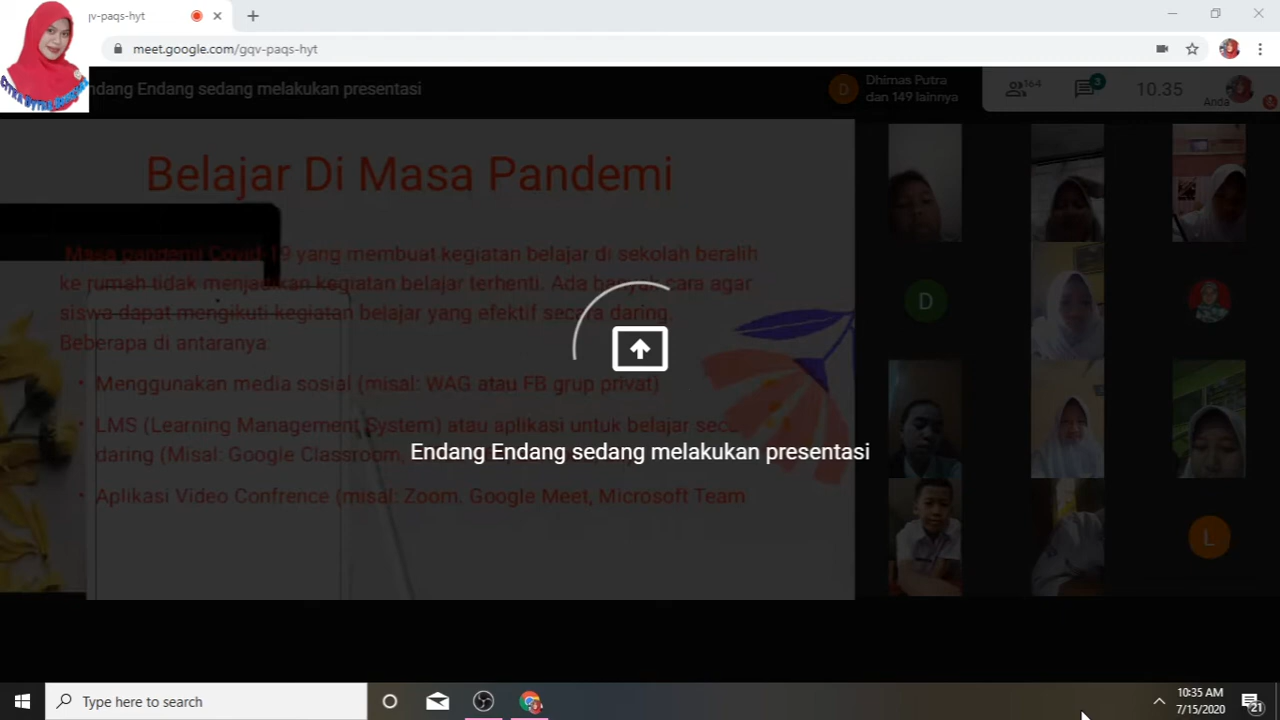 qv-paqs-hyt
meet.google.com/gqv-paqs-hyt
ndang Endang sedang melakukan presentasi
D
Dhimas Putra
dan 149 lainnya
164
3
10.35
Anda
Belajar Di Masa Pandemi
Masa pandemi Covid-19 yang membuat kegiatan belajar di sekolah beralih
ke rumah tidak menjadikan kegiatan belajar terhenti. Ada banyak cara agar
siswa dapat mengikuti kegiatan belajar yang efektif secara daring.
Beberapa di antaranya:
• Menggunakan media sosial (misal: WAG atau FB grup privat)
• LMS (Learning Management System) atau aplikasi untuk belajar
daring (Misal: Google Classroom,
• Aplikasi Video Confrence (misal: Zoom. Google Meet, Microsoft Team
Endang Endang sedang melakukan presentasi
D
L
Type here to search
10:35 AM
7/15/2020
21